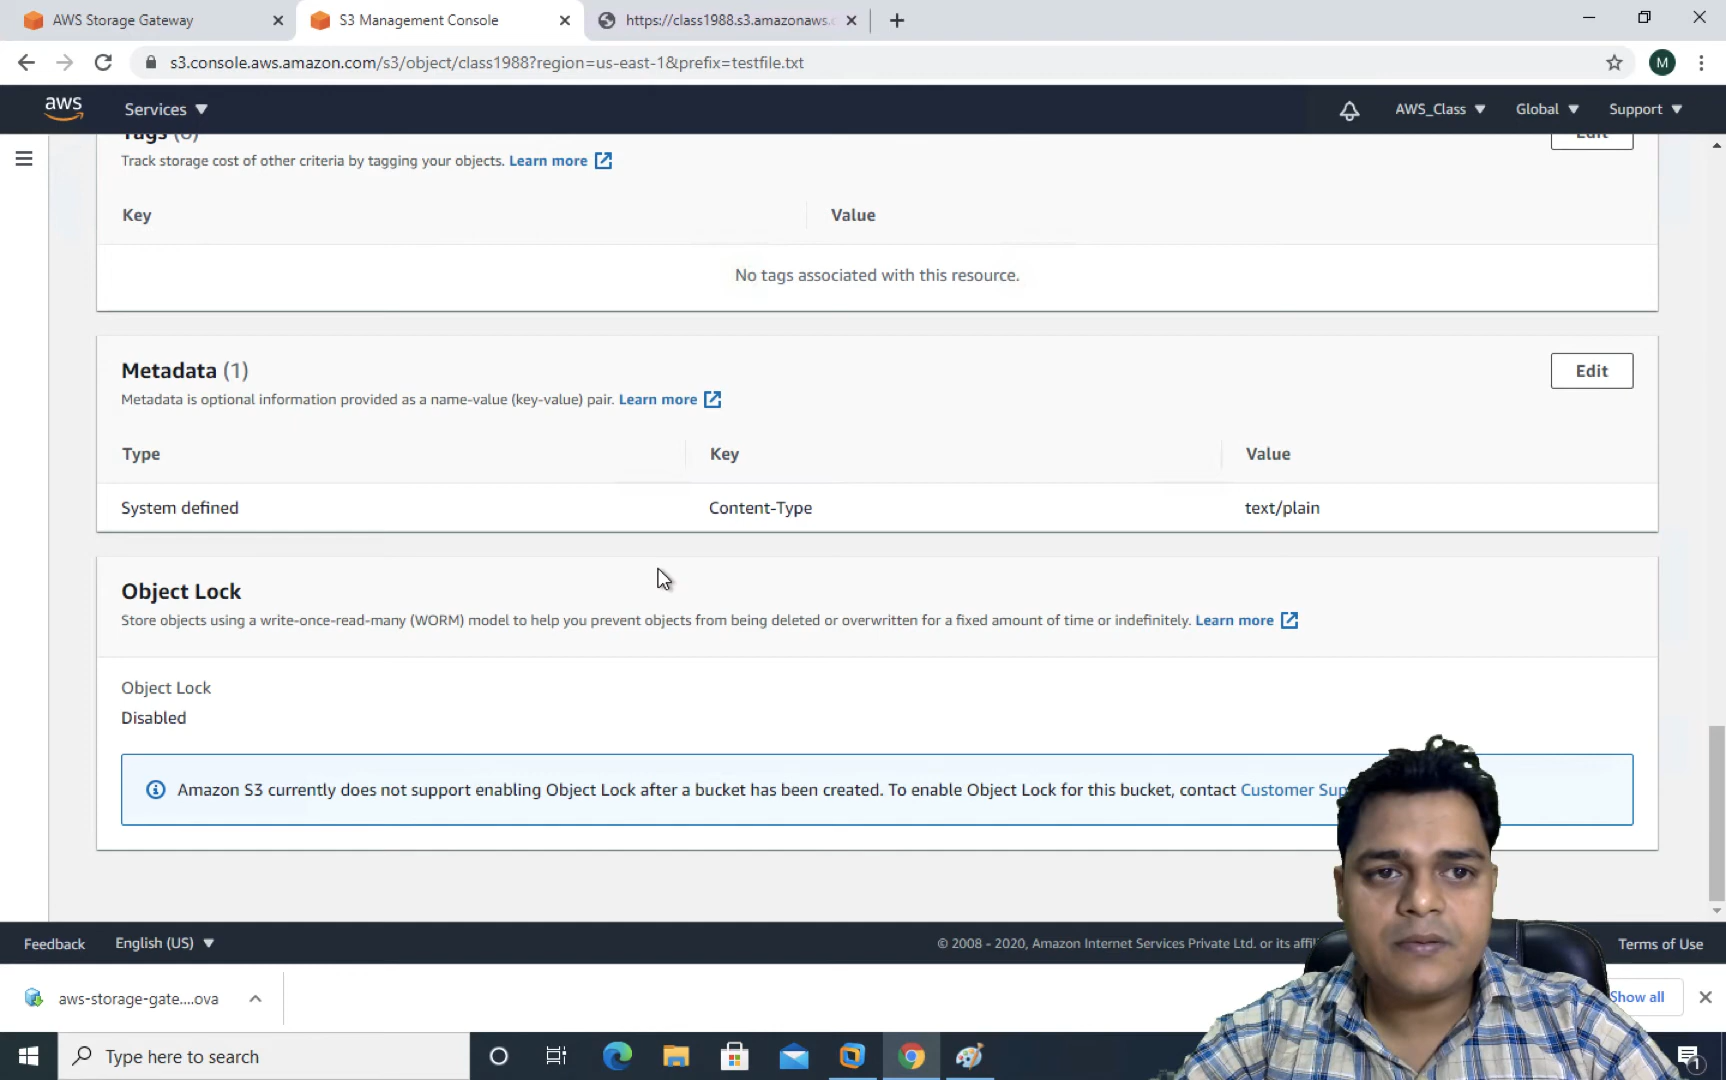 AWS Storage Gateway
S3 Management Console
https://class1988.s3.amazonaws.
s3.console.aws.amazon.com/s3/object/class1988?region=us-east-1&prefix=testfile.txt
M
aws
Services
AWS_Class
Global
Support
Tags (0)
Edit
Track storage cost of other criteria by tagging your objects. Learn more
Key
Value
No tags associated with this resource.
Metadata (1)
Edit
Metadata is optional information provided as a name-value (key-value) pair. Learn more
Type
Key
Value
System defined
Content-Type
text/plain
Object Lock
Store objects using a write-once-read-many (WORM) model to help you prevent objects from being deleted or overwritten for a fixed amount of time or indefinitely. Learn more
Object Lock
Disabled
Amazon S3 currently does not support enabling Object Lock after a bucket has been created. To enable Object Lock for this bucket, contact Customer Sup
Feedback
English (US)
© 2008 - 2020, Amazon Internet Services Private Ltd. or its affil
Terms of Use
aws-storage-gate....ova
Show all
Type here to search
1